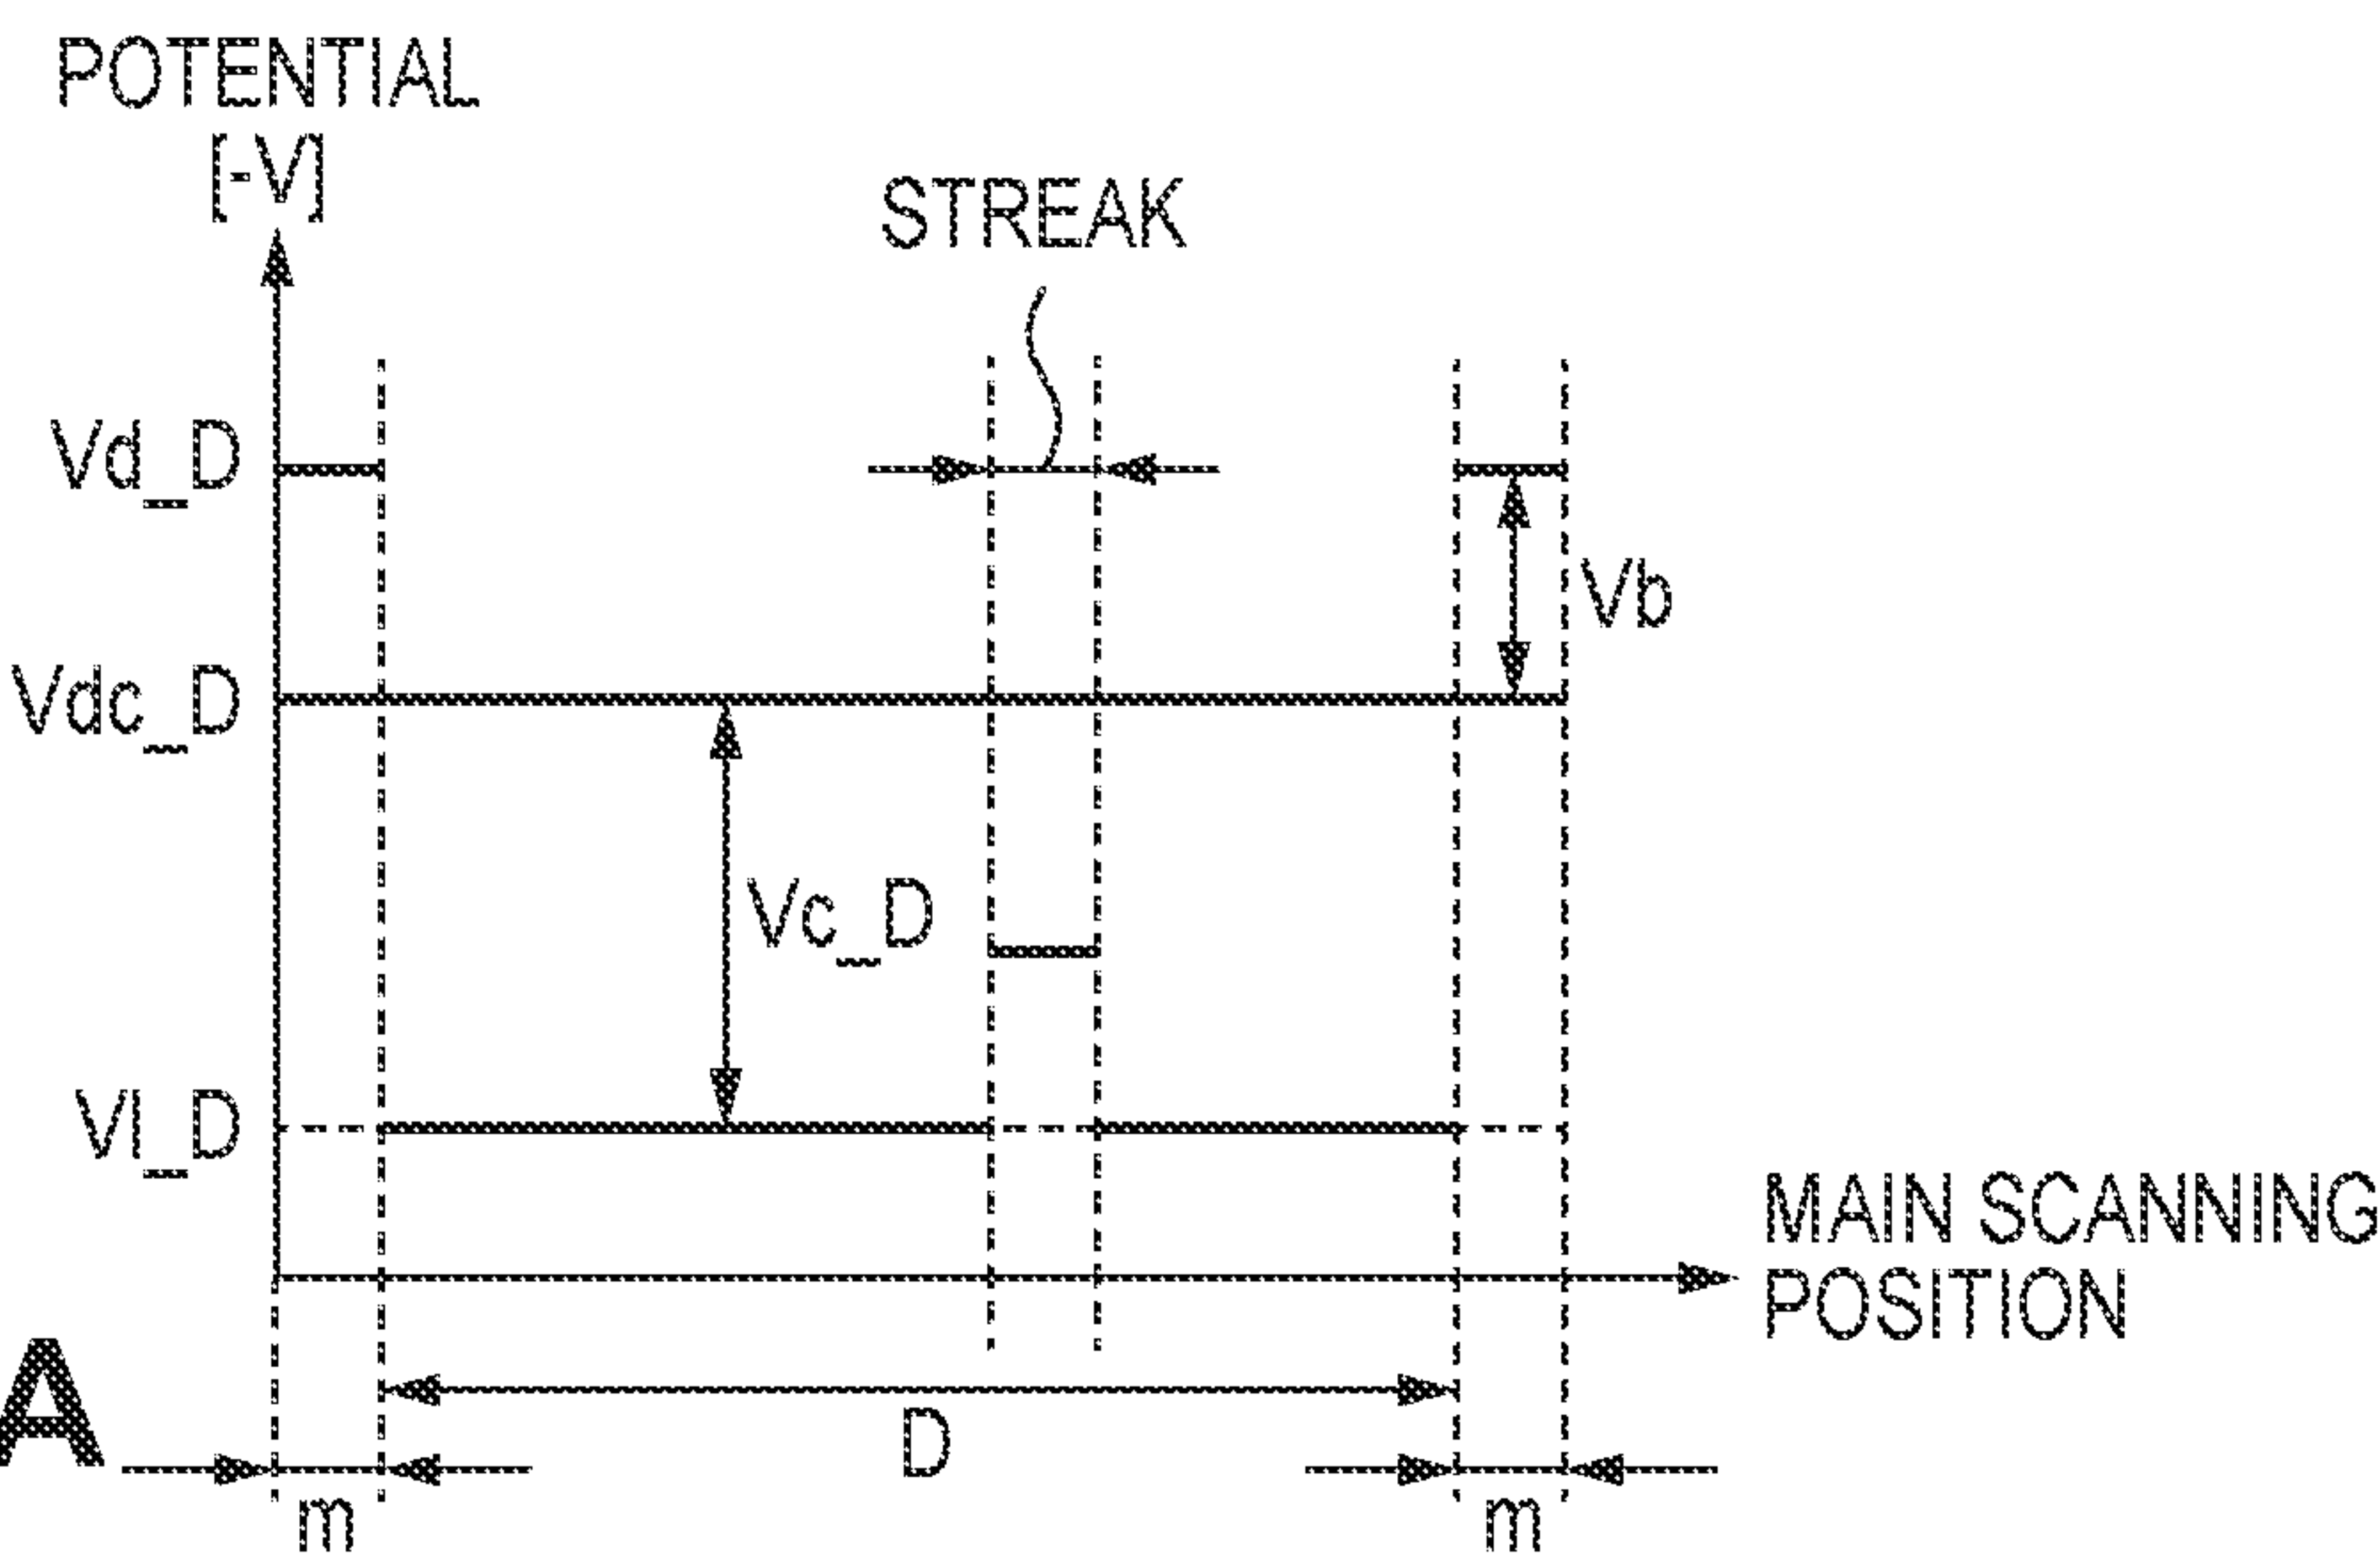 POTENTIAL
[-V]
STREAK
Vd_D
Vb
Vdc_D
Vc_D
Vl_D
MAIN SCANNING
POSITION
A
D
m
m